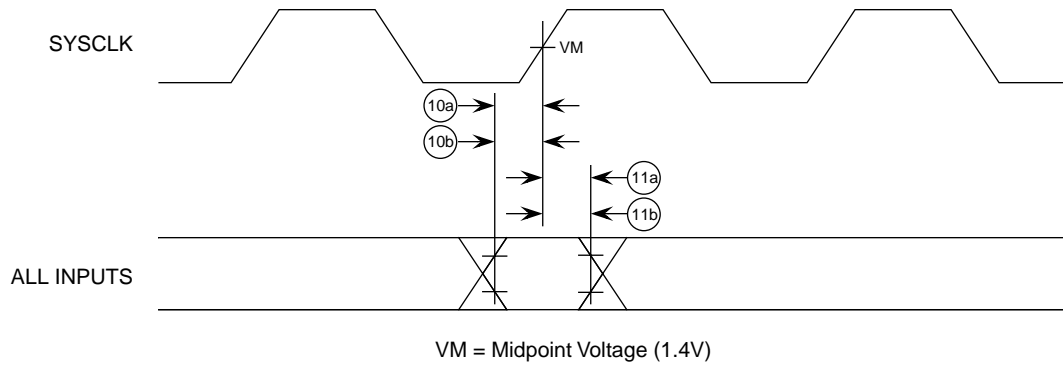 SYSCLK
VM
10a
10b
11a
11b
ALL INPUTS
VM = Midpoint Voltage (1.4V)